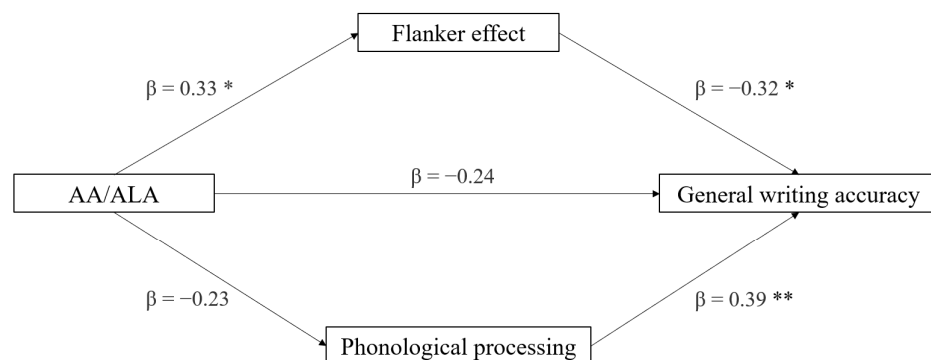 Flanker effect
β = 0.33 *
β = −0.32 *
β = −0.24
AA/ALA
General writing accuracy
β = −0.23
β = 0.39 **
Phonological processing